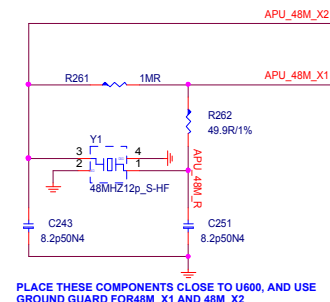 APU_48M_X2
R261 1MR
APU_48M_X1
R262
49.9R/1%
Y1
3 4
2 1
APU_48M_R
48MHZ12p_S-HF
C243 C251
8.2p50N4 8.2p50N4
PLACE THESE COMPONENTS CLOSE TO U600, AND USE
GROUND GUARD FOR48M_X1 AND 48M_X2